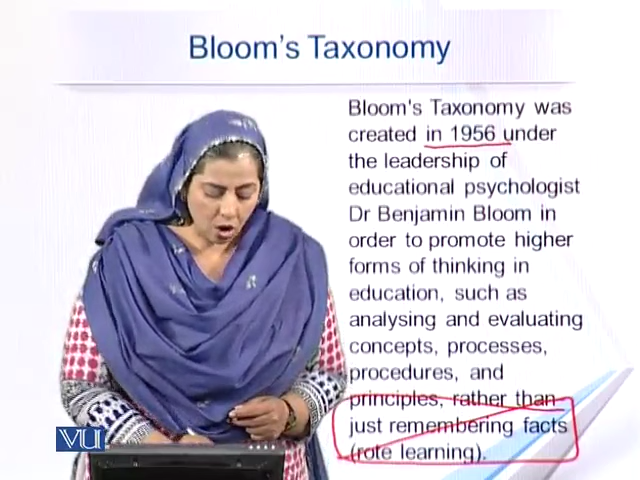 Bloom's Taxonomy
Bloom's Taxonomy was
created in 1956 under
the leadership of
educational psychologist
Dr Benjamin Bloom in
order to promote higher
forms of thinking in
education, such as
analysing and evaluating
concepts, processes,
procedures, and
principles, rather than
just remembering facts
(rote learning).
VU